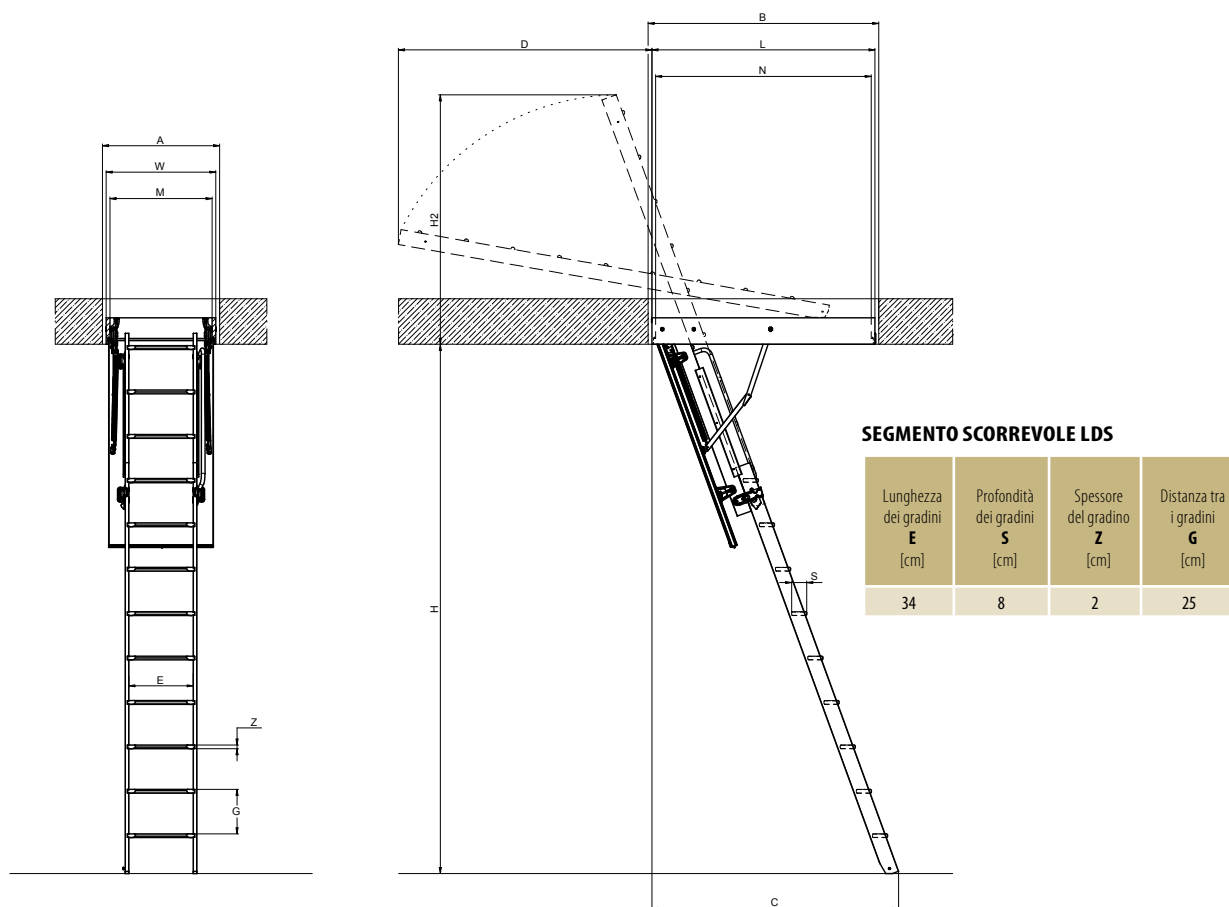 B
D
L
N
A
W
M
H2
H
S
E
Z
G
C
SEGMENTO SCORREVOLE LDS
Lunghezza
dei gradini
E
[cm]
Profondità
dei gradini
S
[cm]
Spessore
del gradino
Z
[cm]
Distanza tra
i gradini
G
[cm]
34
8
2
25